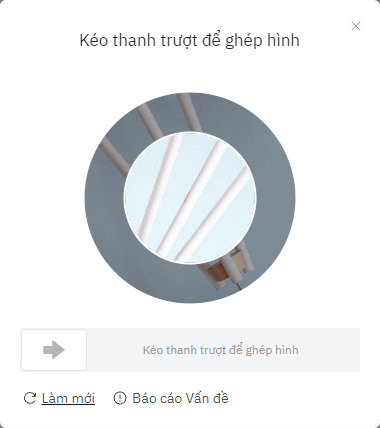 Kéo thanh trượt để ghép hình
Kéo thanh trượt để ghép hình
Làm mới
Báo cáo Vấn đề